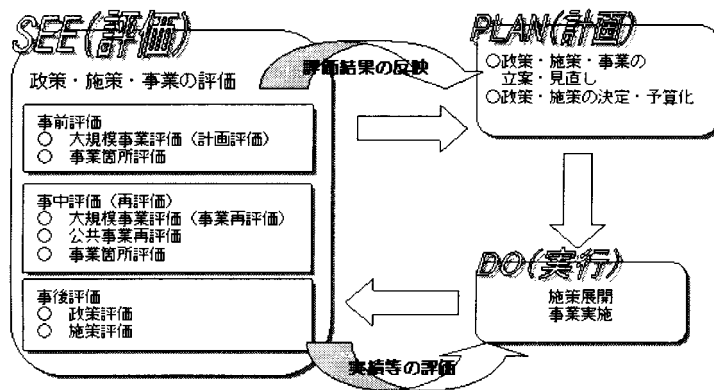 SEE(評価)
政策・施策・事業の評価
事前評価
○ 大規模事業評価(計画評価)
○ 事業箇所評価
事中評価(再評価)
○ 大規模事業評価(事業再評価)
○ 公共事業再評価
○ 事業箇所評価
事後評価
○ 政策評価
○ 施策評価
評価結果の反映
PLAN(計画)
○政策・施策・事業の
立案・見直し
○政策・施策の決定・予算化
DO(実行)
施策展開
事業実施
実績等の評価